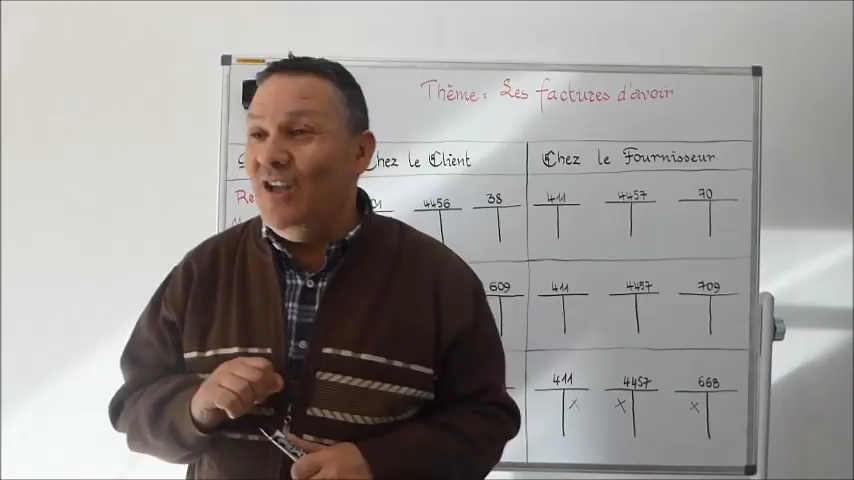 Thème: Les factures d'avoir
Chez le Client
Chez le Fournisseur
4456 38
411 4457 70
609
411 4457 709
411 4457 668
X X X